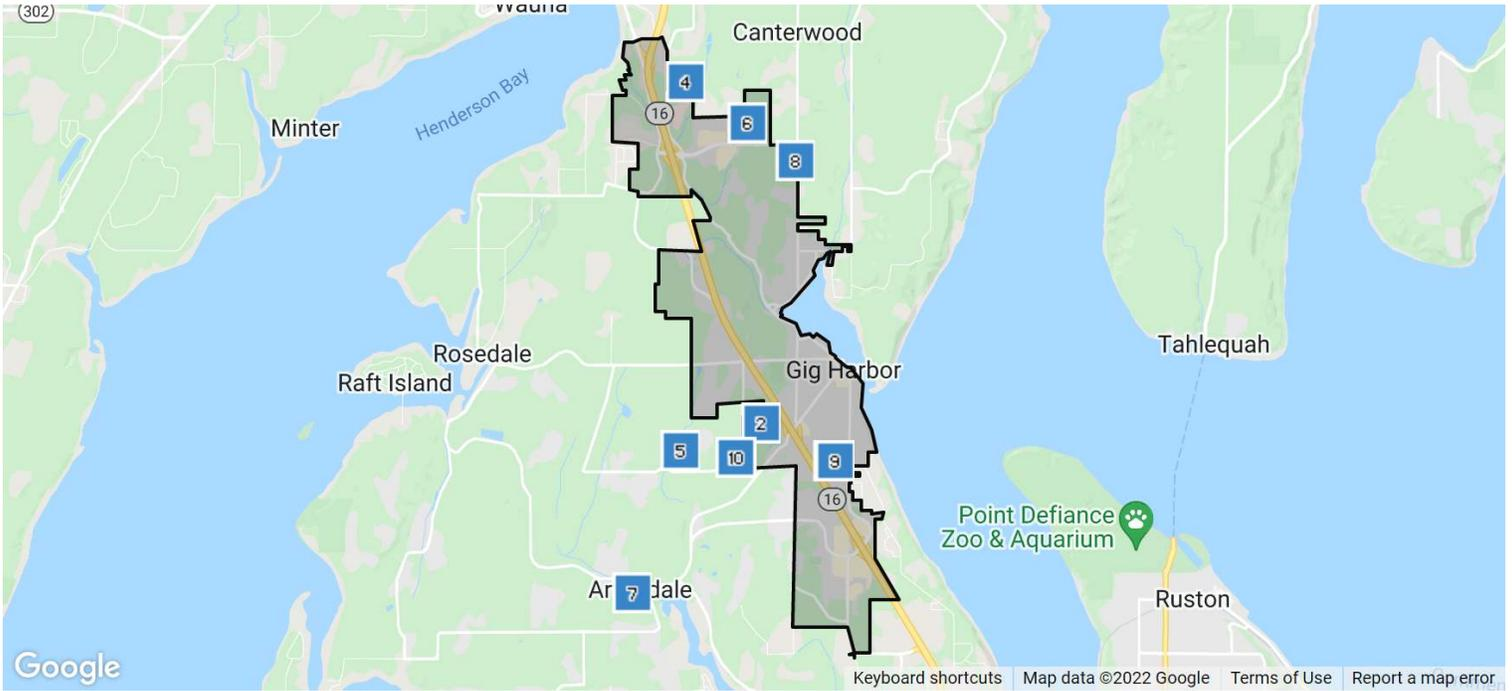 302
Wauna
Canterwood
4
Henderson Bay
16
6
Minter
8
Tahlequah
Rosedale
Gig Harbor
Raft Island
2
5
10
9
16
Point Defiance
Zoo & Aquarium
Ar
7
dale
Ruston
Google
Keyboard shortcuts
Map data ©2022 Google
Terms of Use
Report a map error